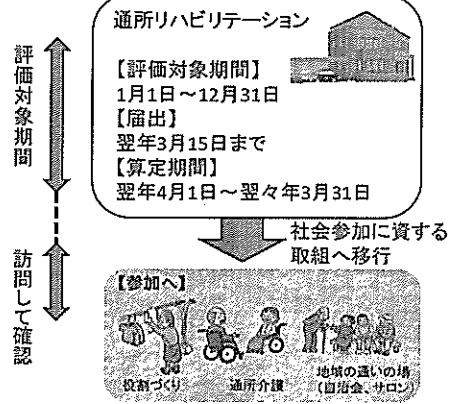 通所リハビリテーション
【評価対象期間】
1月1日～12月31日
【届出】
翌年3月15日まで
【算定期間】
翌年4月1日～翌々年3月31日
評価対象期間
社会参加に資する
取組へ移行
訪問して確認
【参加へ】
役割づくり
通所介護
地域の通いの場
(自治会、サロン)